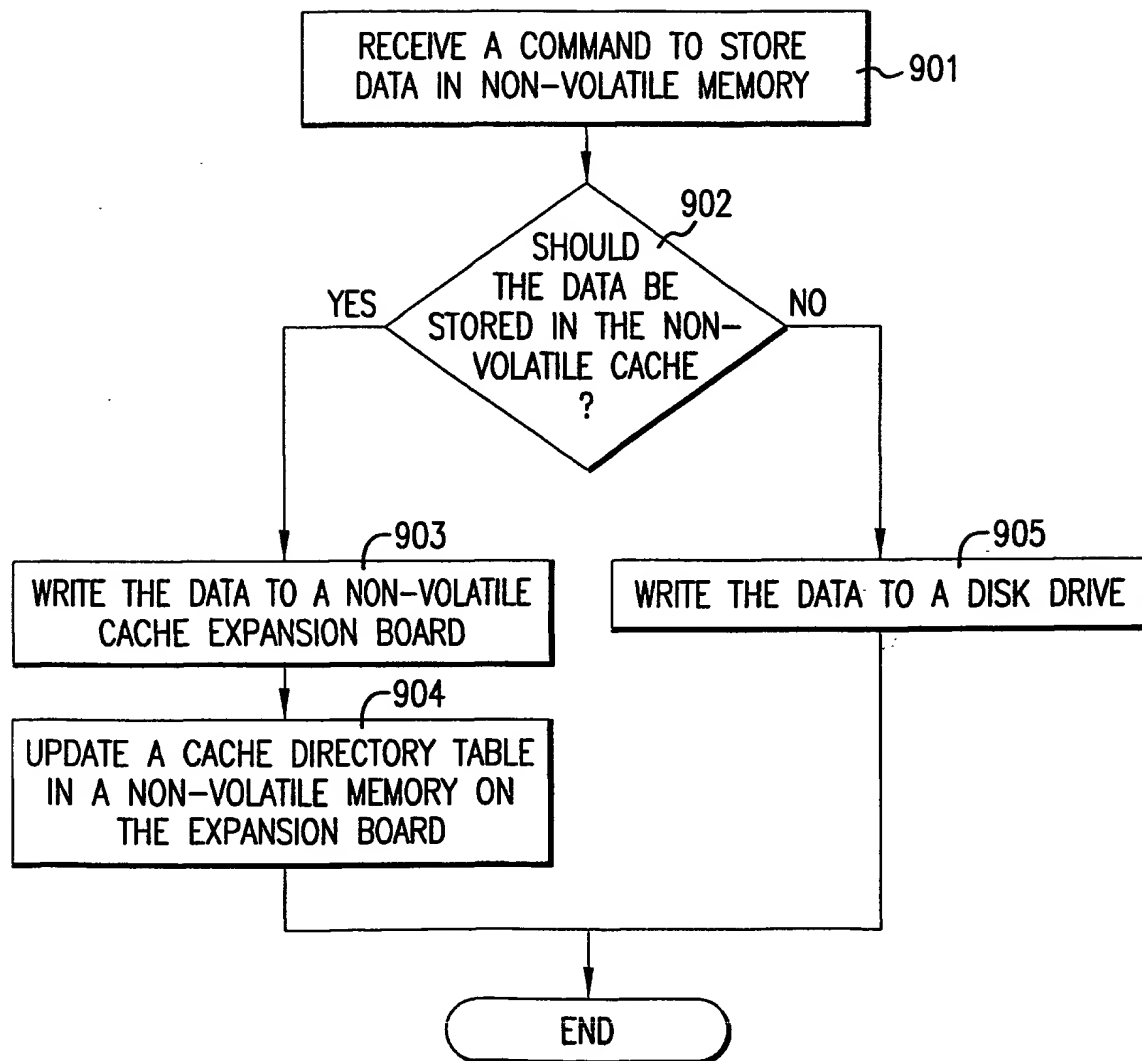 RECEIVE A COMMAND TO STORE
DATA IN NON-VOLATILE MEMORY
901
902
SHOULD
THE DATA BE
STORED IN THE NON-
VOLATILE CACHE
?
YES
NO
903
WRITE THE DATA TO A NON-VOLATILE
CACHE EXPANSION BOARD
905
WRITE THE DATA TO A DISK DRIVE
904
UPDATE A CACHE DIRECTORY TABLE
IN A NON-VOLATILE MEMORY ON
THE EXPANSION BOARD
END